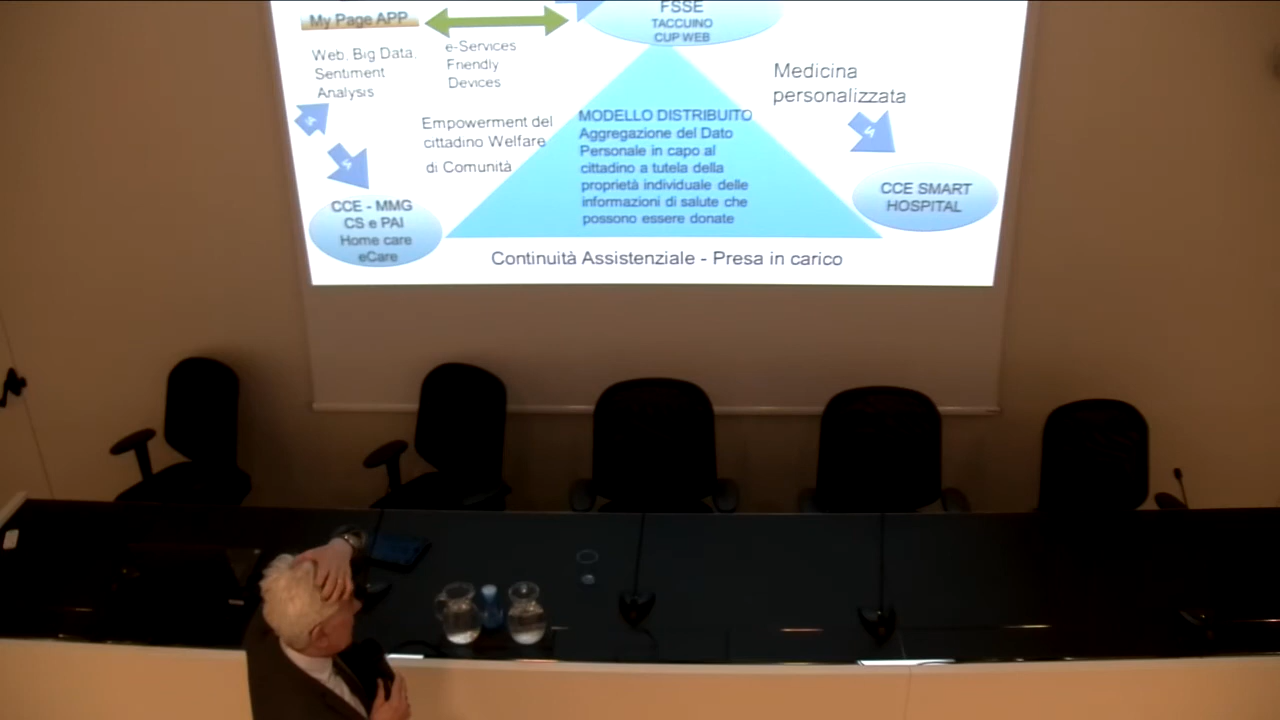 My Page APP
Web, Big Data,
Sentiment
Analysis
e-Services
Friendly
Devices
FSSE
TACCUINO
CUP WEB
Medicina
personalizzata
Empowerment del
cittadino Welfare
di Comunità
MODELLO DISTRIBUITO
Aggregazione del Dato
Personale in capo al
cittadino a tutela della
proprietà individuale delle
informazioni di salute che
possono essere donate
CCE - MMG
CS e PAI
Home care
eCare
CCE SMART
HOSPITAL
Continuità Assistenziale - Presa in carico